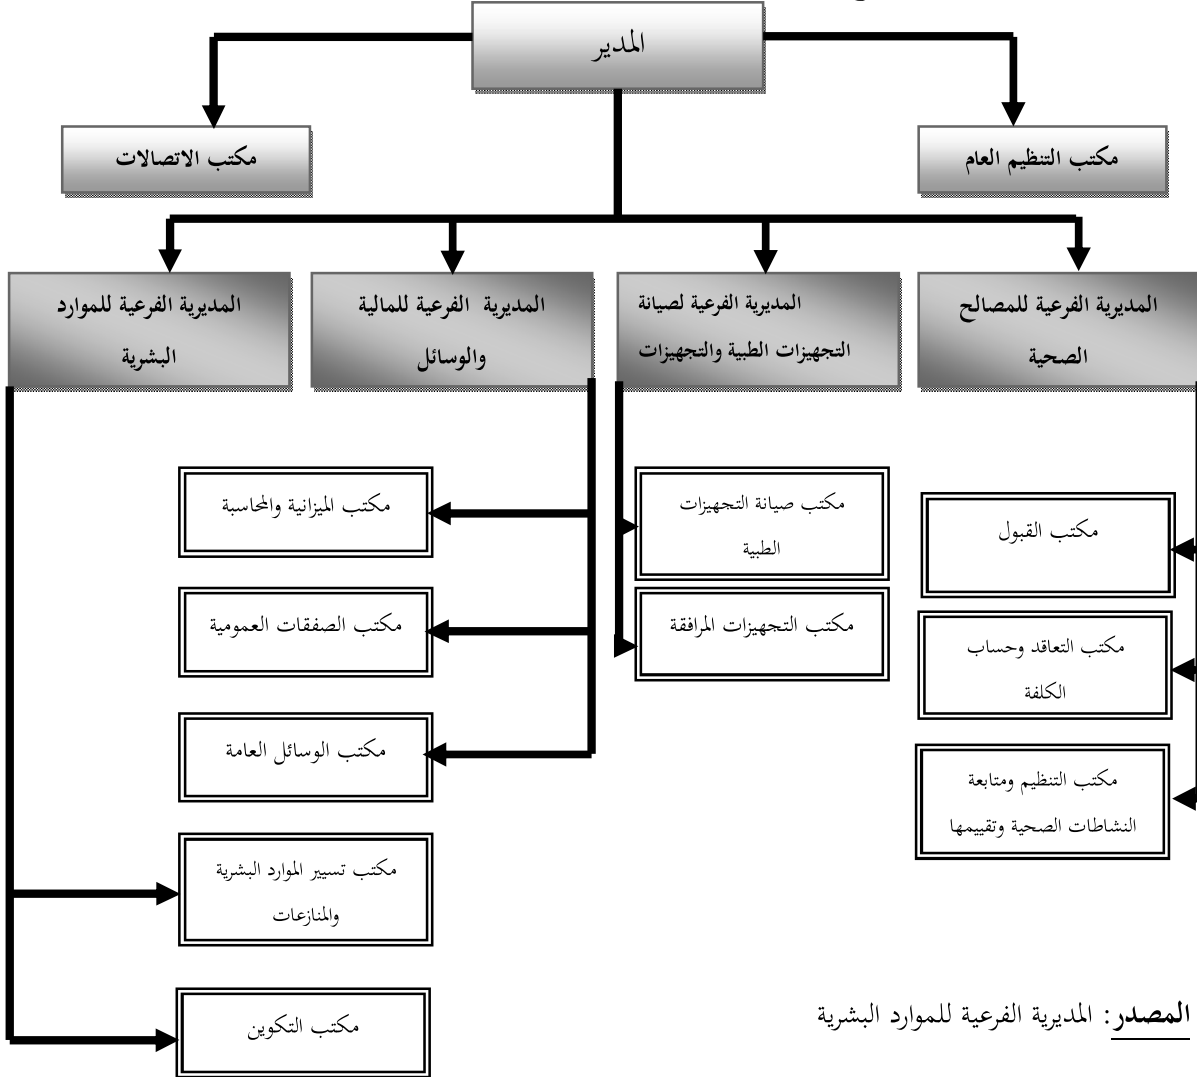 المدير
مكتب التنظيم العام
مكتب الاتصالات
المديرية الفرعية للمصالح
الصحية
المديرية الفرعية لصيانة
التجهيزات الطبية والتجهيزات
المديرية الفرعية للمالية
والوسائل
المديرية الفرعية للموارد
البشرية
مكتب القبول
مكتب التعاقد وحساب
الكلفة
مكتب التنظيم ومتابعة
النشاطات الصحية وتقييمها
مكتب صيانة التجهيزات
الطبية
مكتب التجهيزات المرافقة
مكتب الميزانية والمحاسبة
مكتب الصفقات العمومية
مكتب الوسائل العامة
مكتب تسيير الموارد البشرية
والمنازعات
مكتب التكوين
المصدر: المديرية الفرعية للموارد البشرية